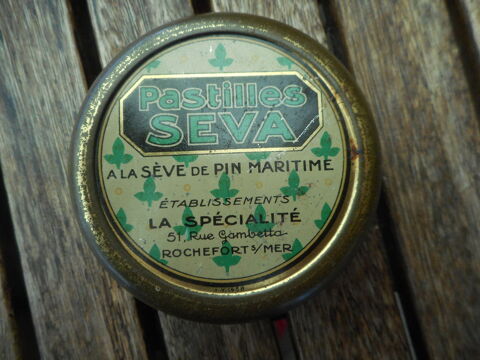 Pastilles
SEVA
A LA SÈVE DE PIN MARITIME
ÉTABLISSEMENTS
LA SPÉCIALITÉ
51, Rue Gambetta
ROCHEFORT S/MER